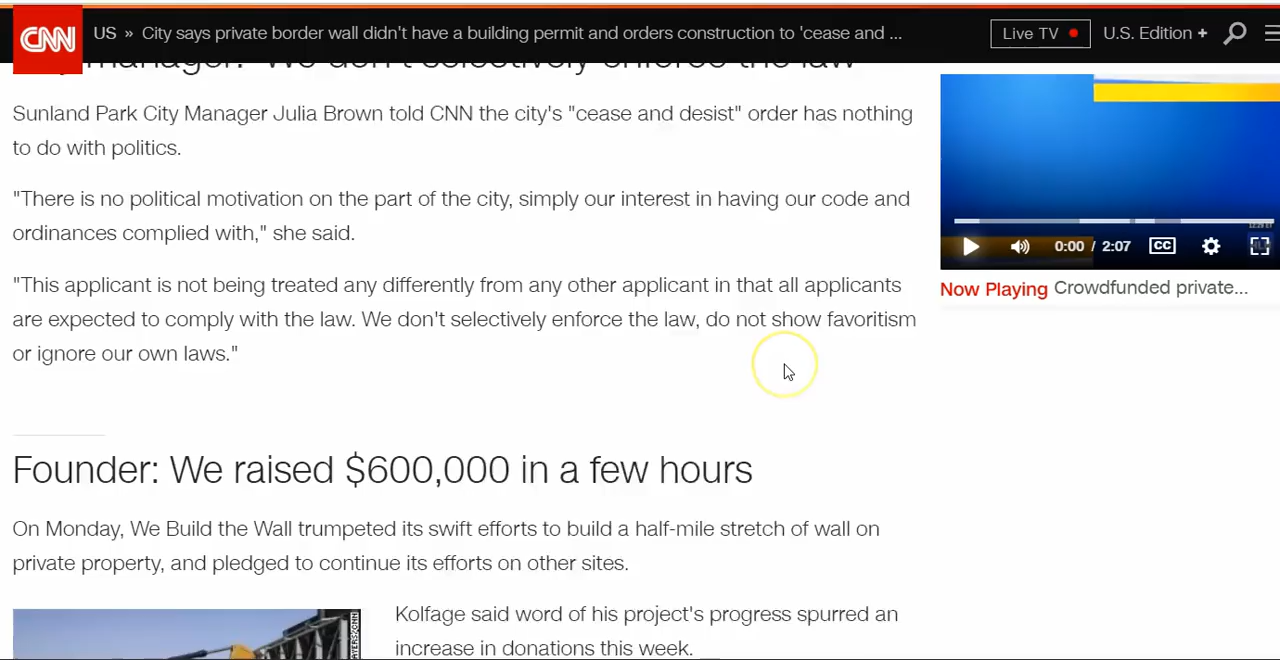 CNN
US » City says private border wall didn't have a building permit and orders construction to 'cease and ...
Live TV
U.S. Edition +
manager: 'We don't selectively enforce the law'
Sunland Park City Manager Julia Brown told CNN the city's "cease and desist" order has nothing
to do with politics.
"There is no political motivation on the part of the city, simply our interest in having our code and
ordinances complied with," she said.
"This applicant is not being treated any differently from any other applicant in that all applicants
are expected to comply with the law. We don't selectively enforce the law, do not show favoritism
or ignore our own laws."
0:00 / 2:07
CC
Now Playing Crowdfunded private...
Founder: We raised $600,000 in a few hours
On Monday, We Build the Wall trumpeted its swift efforts to build a half-mile stretch of wall on
private property, and pledged to continue its efforts on other sites.
Kolfage said word of his project's progress spurred an
increase in donations this week.